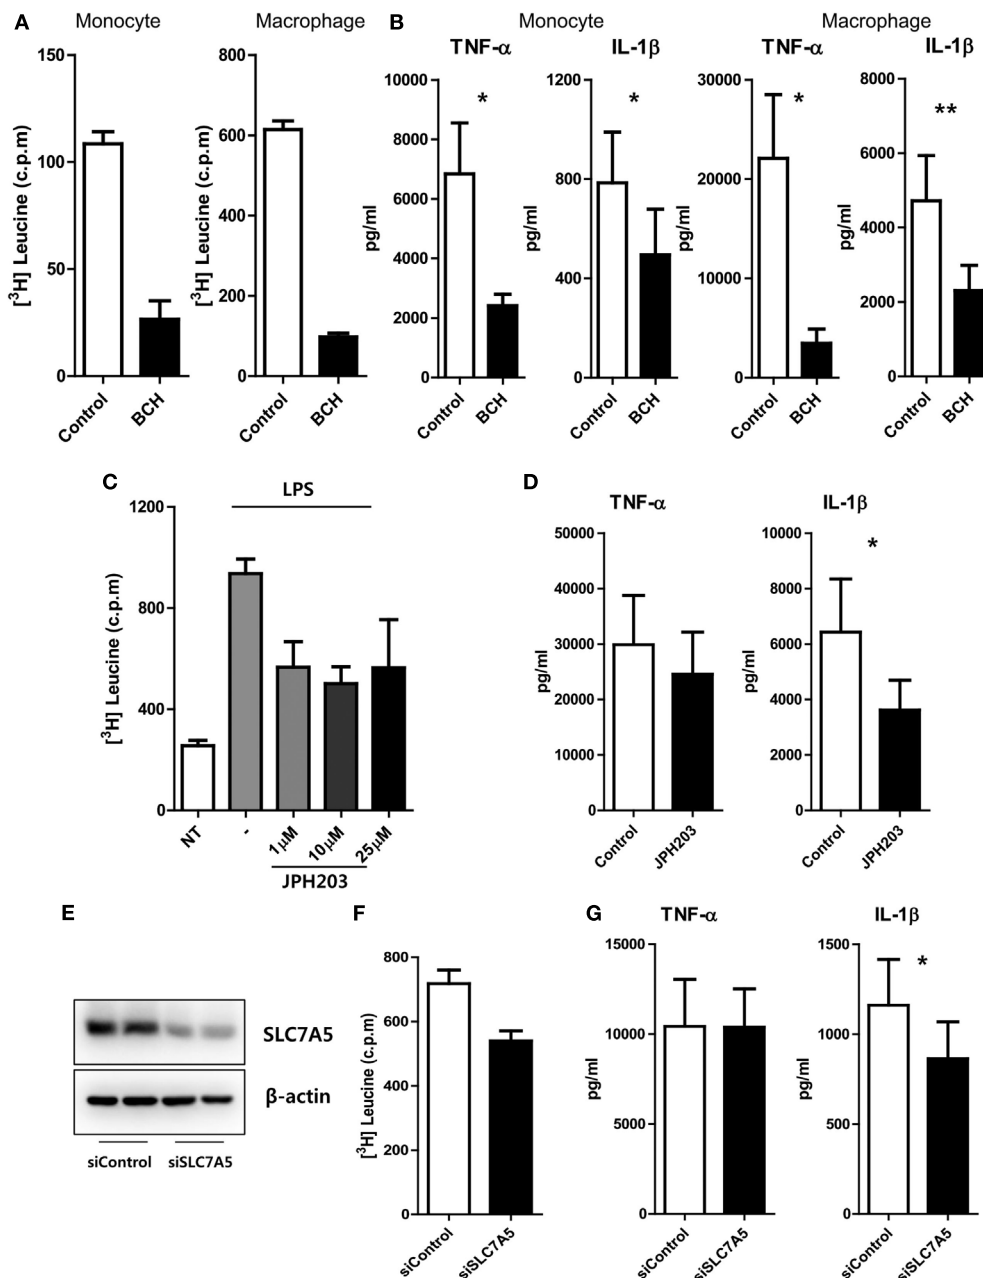 A
Monocyte
Macrophage
[³H] Leucine (c.p.m)
150
100
50
0
Control
BCH
[³H] Leucine (c.p.m)
800
600
400
200
0
Control
BCH
B
Monocyte
Macrophage
TNF-α
pg/ml
10000
8000
6000
4000
2000
0
*
Control
BCH
IL-1β
pg/ml
1200
800
400
0
*
Control
BCH
TNF-α
pg/ml
30000
20000
10000
0
*
Control
BCH
IL-1β
pg/ml
8000
6000
4000
2000
0
**
Control
BCH
C
LPS
[³H] Leucine (c.p.m)
1200
800
400
0
NT
-
1μM
10μM
25μM
JPH203
D
TNF-α
pg/ml
50000
40000
30000
20000
10000
0
Control
JPH203
IL-1β
pg/ml
10000
8000
6000
4000
2000
0
*
Control
JPH203
E
SLC7A5
β-actin
siControl
siSLC7A5
F
[³H] Leucine (c.p.m)
800
600
400
200
0
siControl
siSLC7A5
G
TNF-α
pg/ml
15000
10000
5000
0
siControl
siSLC7A5
IL-1β
pg/ml
1500
1000
500
0
*
siControl
siSLC7A5